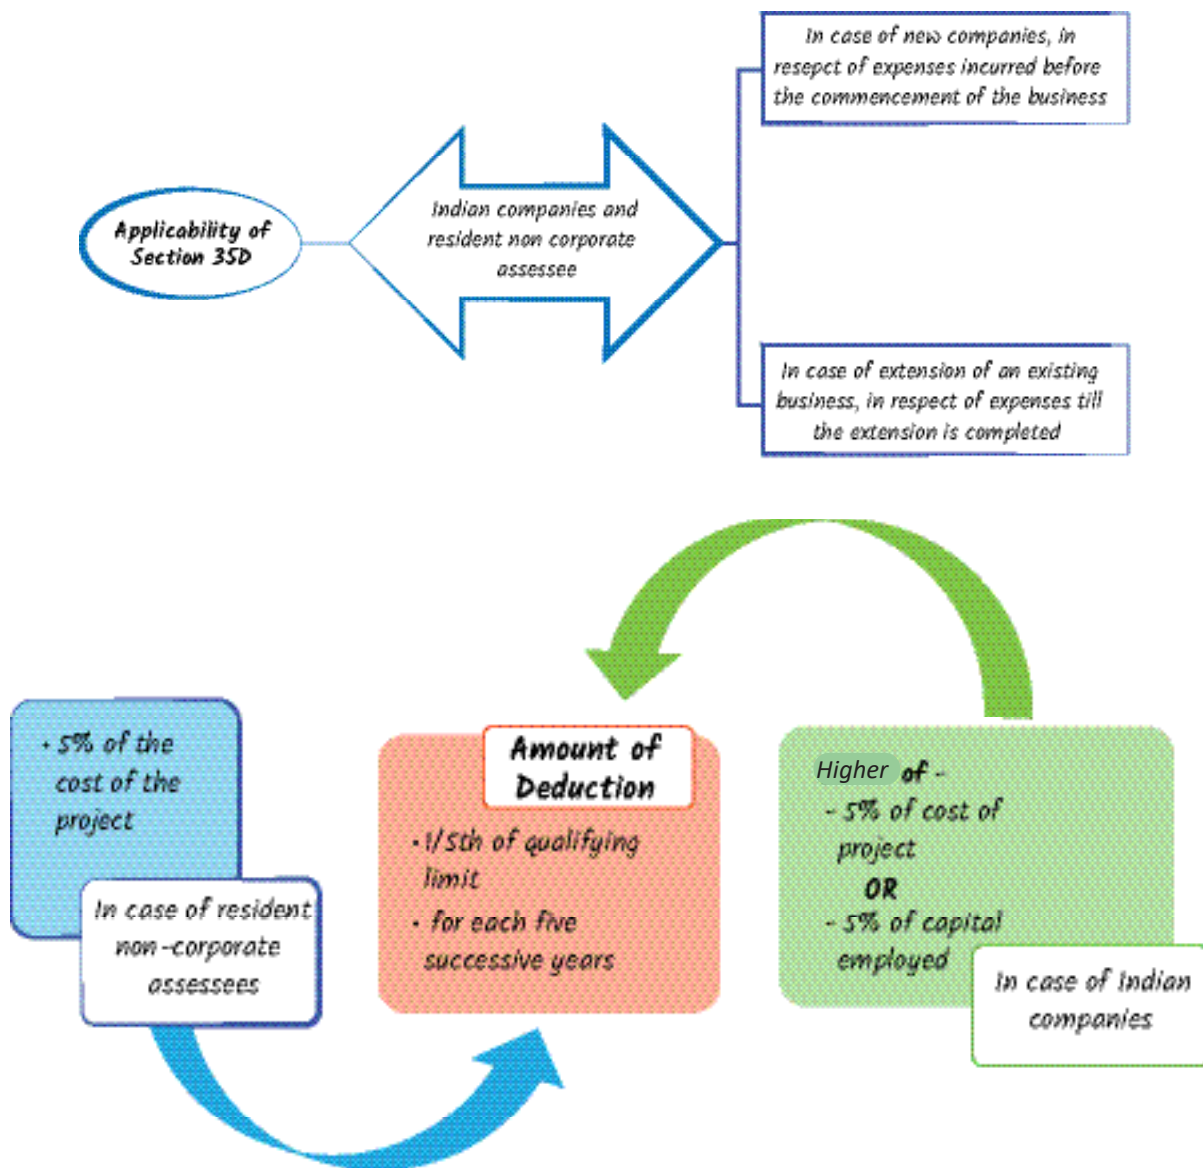 In case of new companies, in
resepct of expenses incurred before
the commencement of the business
Applicability of
Section 35D
Indian companies and
resident non corporate
assessee
In case of extension of an existing
business, in respect of expenses till
the extension is completed
• 5% of the
cost of the
project
In case of resident
non-corporate
assessees
Amount of
Deduction
• 1/5th of qualifying
limit
• for each five
successive years
Higher of -
- 5% of cost of
project
OR
- 5% of capital
employed
In case of Indian
companies